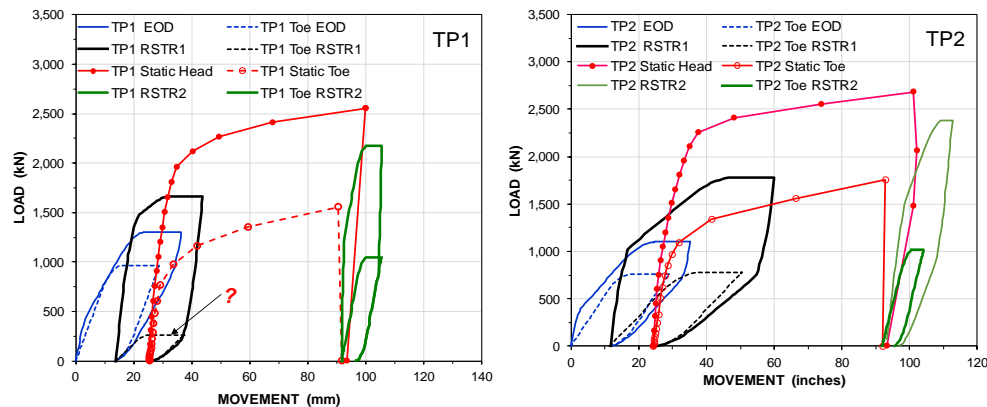 TP1
TP1 EOD
TP1 Toe EOD
TP1 RSTR1
TP1 Toe RSTR1
TP1 Static Head
TP1 Static Toe
TP1 RSTR2
TP1 Toe RSTR2
3,500
3,000
2,500
2,000
1,500
1,000
500
0
LOAD (kN)
?
0 20 40 60 80 100 120 140
MOVEMENT (mm)
TP2
TP2 EOD
TP2 Toe EOD
TP2 RSTR1
TP2 Toe RSTR1
TP2 Static Head
TP2 Static Toe
TP2 RSTR2
TP2 Toe RSTR2
3,500
3,000
2,500
2,000
1,500
1,000
500
0
LOAD (kN)
0 20 40 60 80 100 120
MOVEMENT (inches)